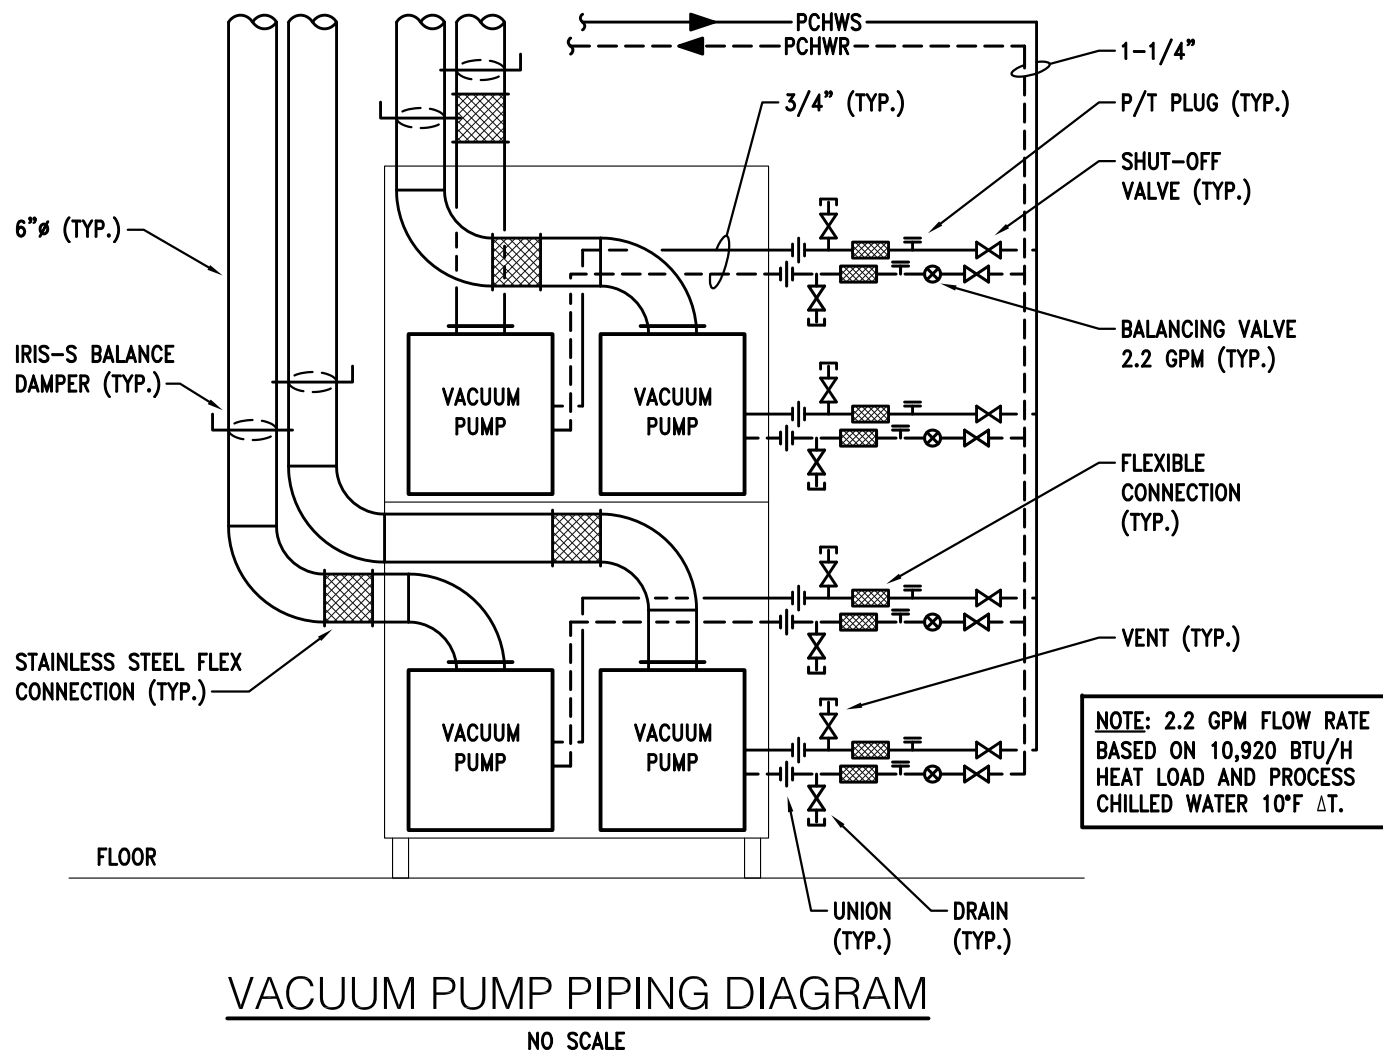 PCHWS
PCHWR
1-1/4"
3/4" (TYP.)
P/T PLUG (TYP.)
SHUT-OFF
VALVE (TYP.)
6"ø (TYP.)
BALANCING VALVE
2.2 GPM (TYP.)
IRIS-S BALANCE
DAMPER (TYP.)
VACUUM
PUMP
VACUUM
PUMP
FLEXIBLE
CONNECTION
(TYP.)
STAINLESS STEEL FLEX
CONNECTION (TYP.)
VENT (TYP.)
VACUUM
PUMP
VACUUM
PUMP
NOTE: 2.2 GPM FLOW RATE
BASED ON 10,920 BTU/H
HEAT LOAD AND PROCESS
CHILLED WATER 10°F ΔT.
FLOOR
UNION
(TYP.)
DRAIN
(TYP.)
VACUUM PUMP PIPING DIAGRAM
NO SCALE